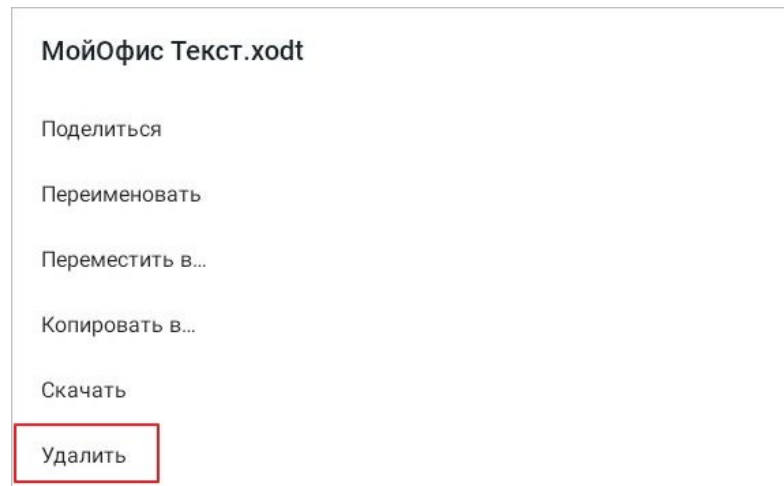 МойОфис Текст.xodt
Поделиться
Переименовать
Переместить в...
Копировать в...
Скачать
Удалить